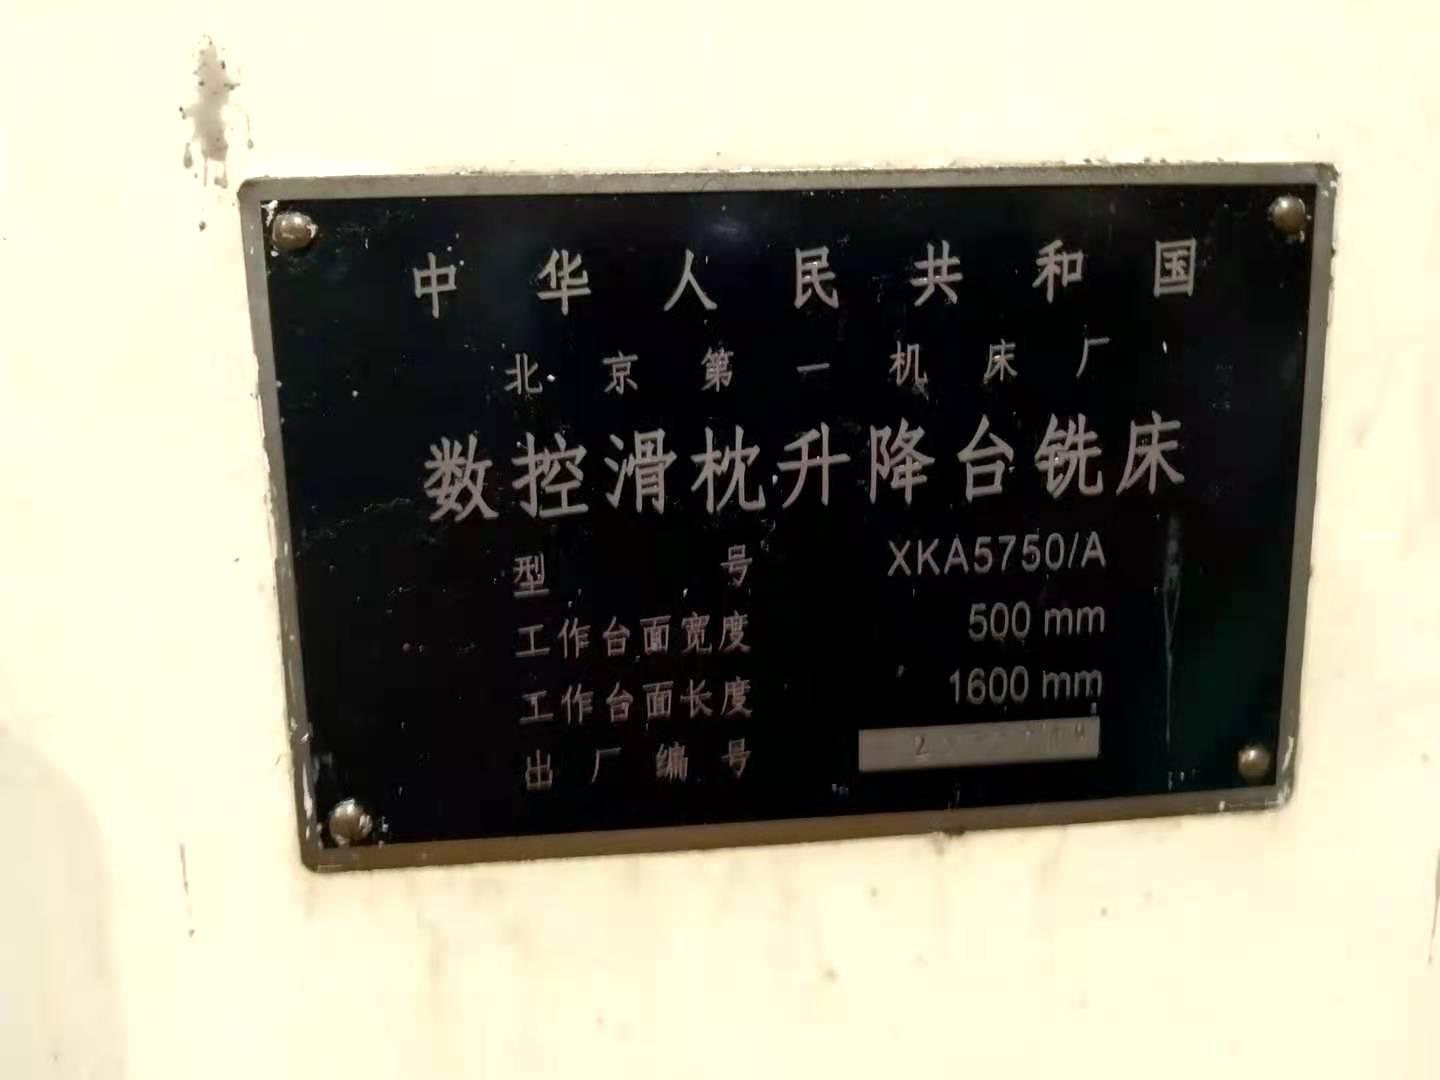 中华人民共和国
北京第一机床厂
数控滑枕升降台铣床
型号 XKA5750/A
工作台面宽度 500 mm
工作台面长度 1600 mm
出厂编号